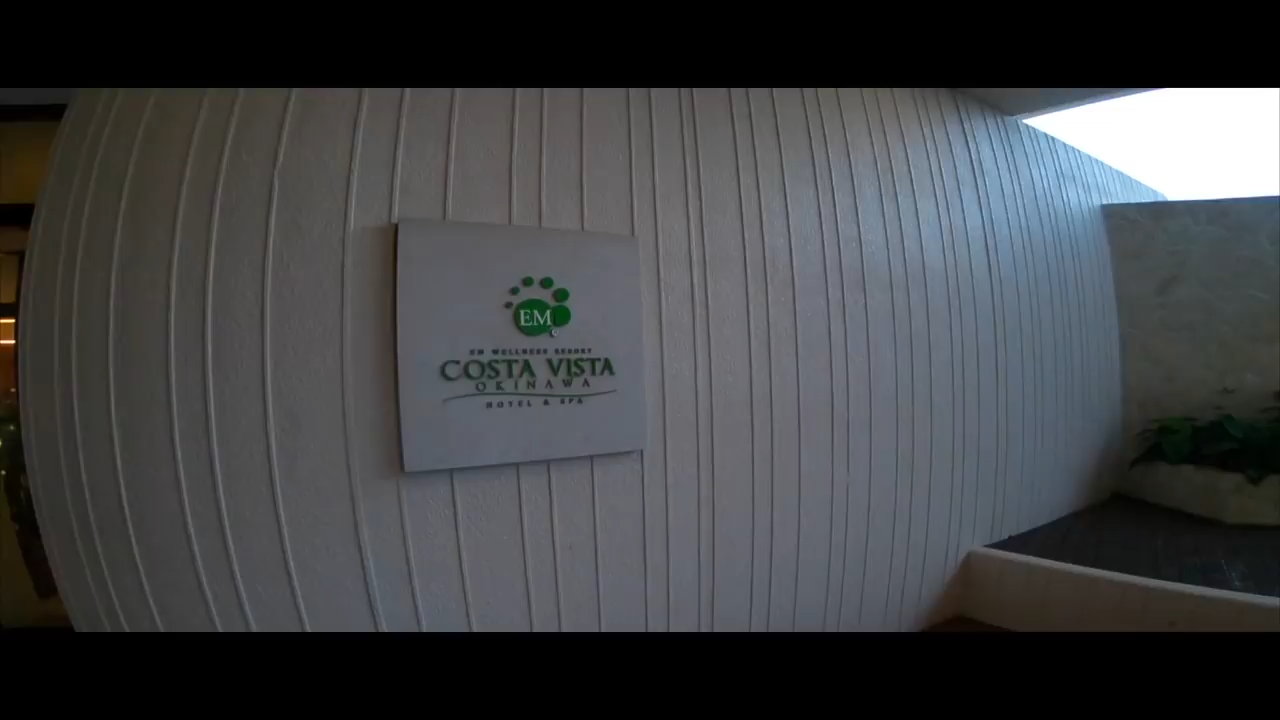 EM
EM WELLNESS RESORT
COSTA VISTA
OKINAWA
HOTEL & SPA